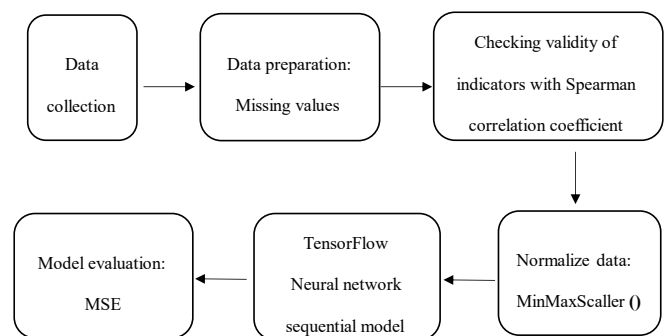 Data
collection
Data preparation:
Missing values
Checking validity of
indicators with Spearman
correlation coefficient
Normalize data:
MinMaxScaller ()
TensorFlow
Neural network
sequential model
Model evaluation:
MSE